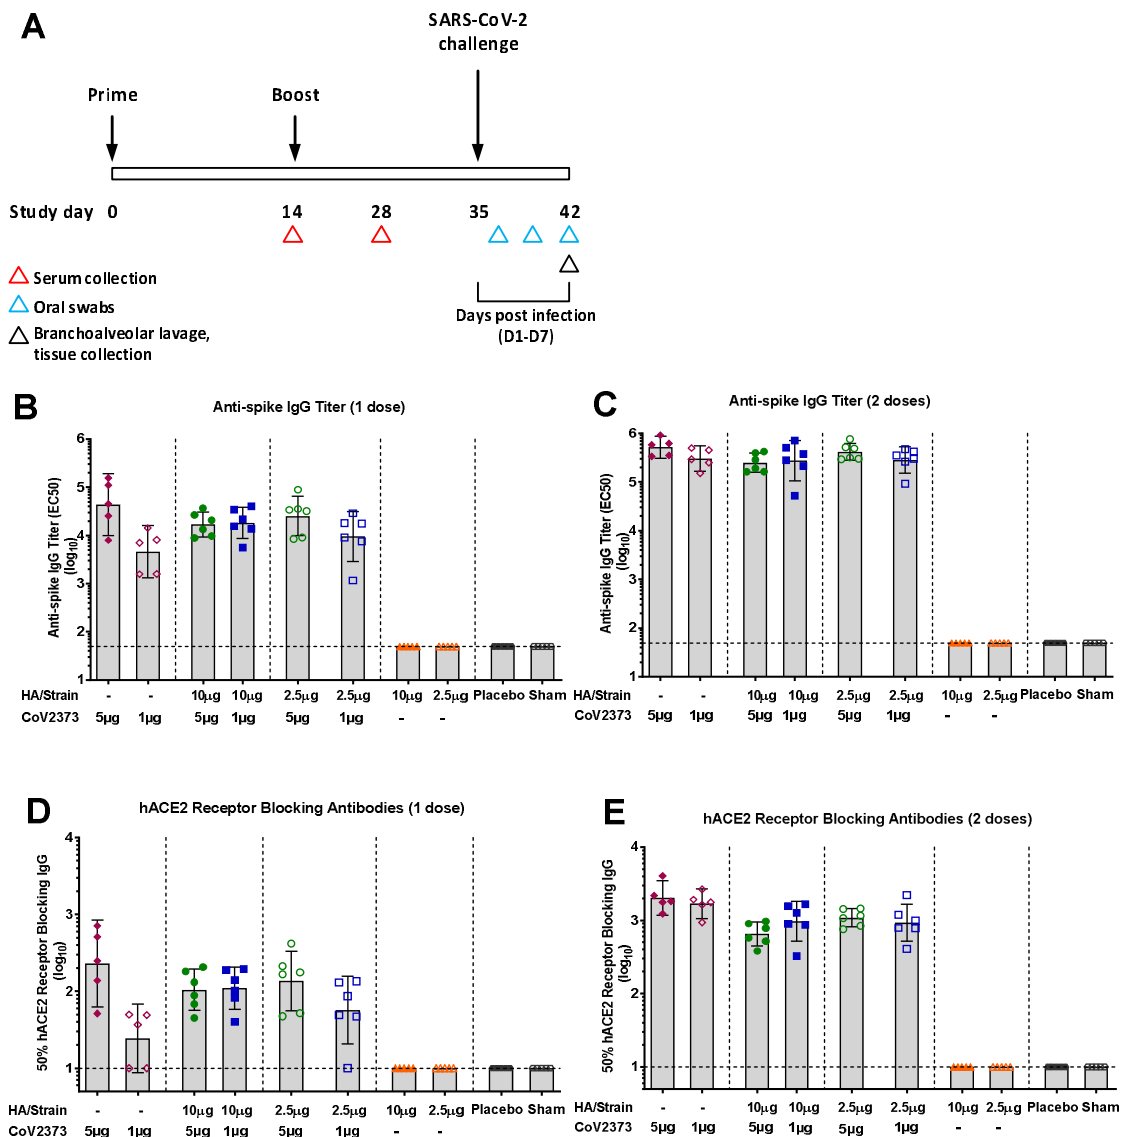 A
SARS-CoV-2
challenge
Prime
Boost
Study day 0 14 28 35 42
Serum collection
Oral swabs
Branchoalveolar lavage,
tissue collection
Days post infection
(D1-D7)
B
Anti-spike IgG Titer (1 dose)
Anti-spike IgG Titer (EC50)
(log10)
6
5
4
3
2
1
HA/Strain - - 10µg 10µg 2.5µg 2.5µg 10µg 2.5µg Placebo Sham
CoV2373 5µg 1µg 5µg 1µg 5µg 1µg - -
C
Anti-spike IgG Titer (2 doses)
Anti-spike IgG Titer (EC50)
(log10)
6
5
4
3
2
1
HA/Strain - - 10µg 10µg 2.5µg 2.5µg 10µg 2.5µg Placebo Sham
CoV2373 5µg 1µg 5µg 1µg 5µg 1µg - -
D
hACE2 Receptor Blocking Antibodies (1 dose)
50% hACE2 Receptor Blocking IgG
(log10)
4
3
2
1
HA/Strain - - 10µg 10µg 2.5µg 2.5µg 10µg 2.5µg Placebo Sham
CoV2373 5µg 1µg 5µg 1µg 5µg 1µg - -
E
hACE2 Receptor Blocking Antibodies (2 doses)
50% hACE2 Receptor Blocking IgG
(log10)
4
3
2
1
HA/Strain - - 10µg 10µg 2.5µg 2.5µg 10µg 2.5µg Placebo Sham
CoV2373 5µg 1µg 5µg 1µg 5µg 1µg - -